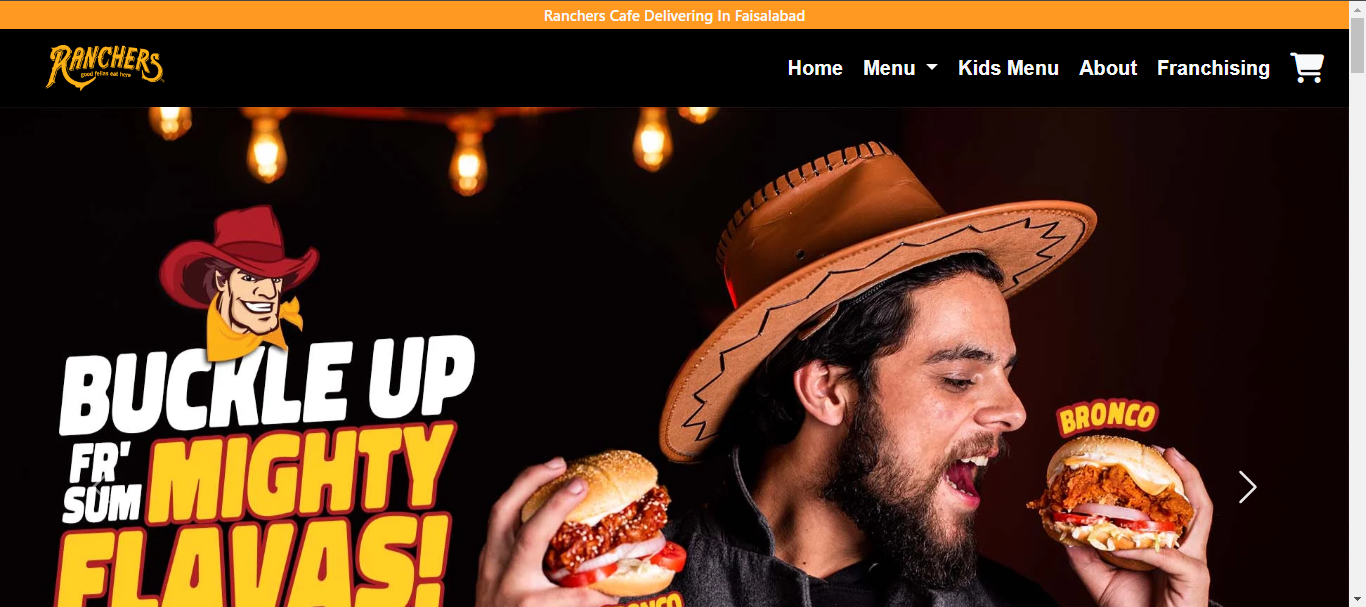 Ranchers Cafe Delivering In Faisalabad
RANCHERS
good fellas eat here
Home Menu Kids Menu About Franchising
BUCKLE UP
FR'
SUM
MIGHTY
FLAVAS!
BRONCO
BRONCO